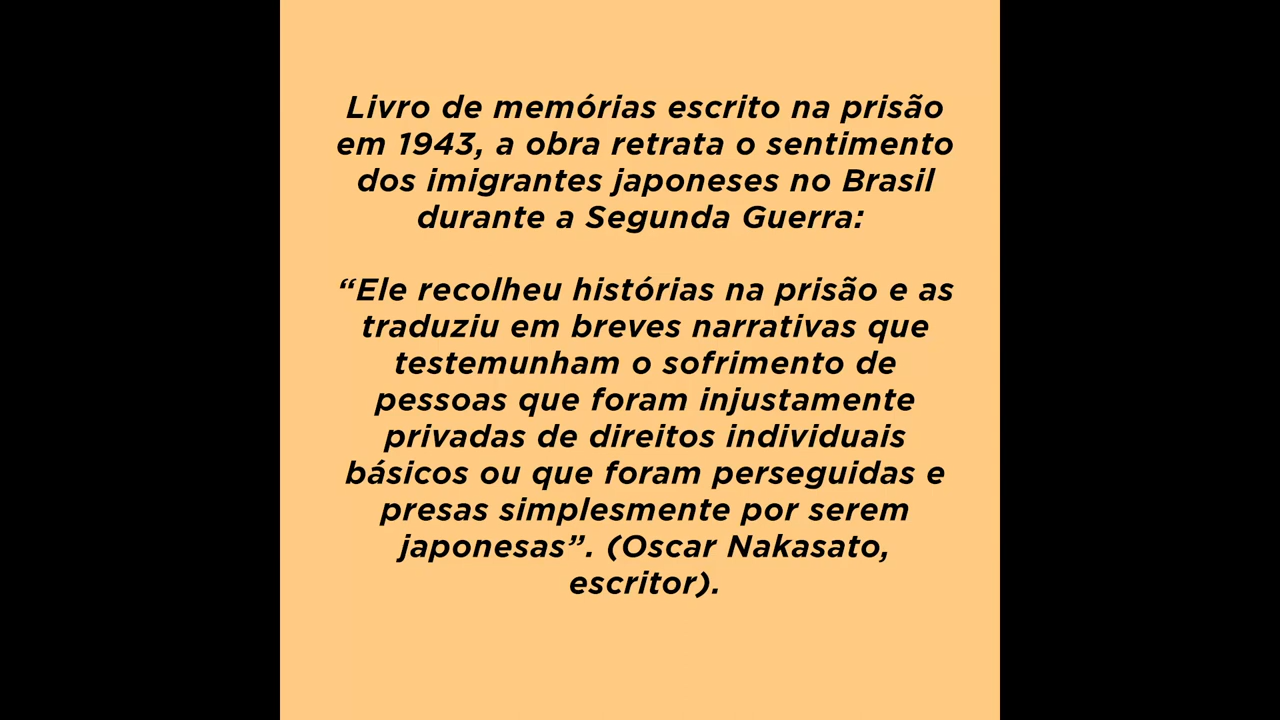 Livro de memórias escrito na prisão
em 1943, a obra retrata o sentimento
dos imigrantes japoneses no Brasil
durante a Segunda Guerra:
“Ele recolheu histórias na prisão e as
traduziu em breves narrativas que
testemunham o sofrimento de
pessoas que foram injustamente
privadas de direitos individuais
básicos ou que foram perseguidas e
presas simplesmente por serem
japonesas”. (Oscar Nakasato,
escritor).